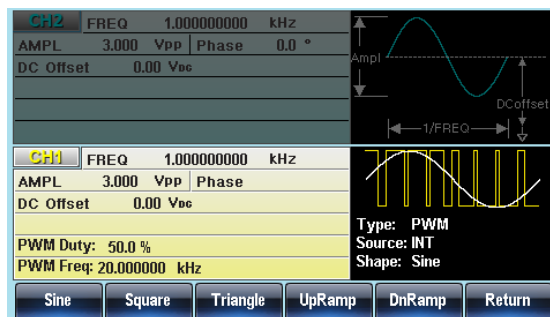 CH2 FREQ 1.000000000 kHz
AMPL 3.000 Vpp Phase 0.0 °
DC Offset 0.00 VDC
Ampl
DCoffset
1/FREQ
CH1 FREQ 1.000000000 kHz
AMPL 3.000 Vpp Phase
DC Offset 0.00 VDC
PWM Duty: 50.0 %
PWM Freq: 20.000000 kHz
Type: PWM
Source: INT
Shape: Sine
Sine Square Triangle UpRamp DnRamp Return